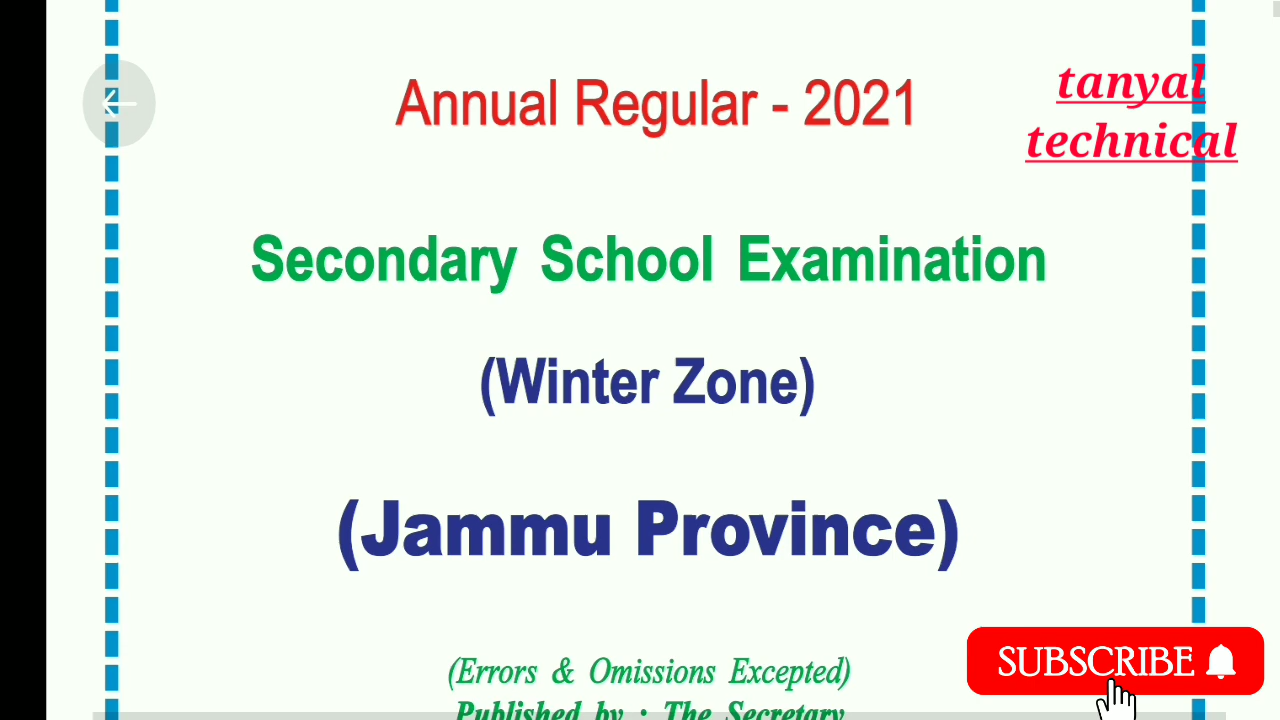 Annual Regular - 2021
tanyal
technical
Secondary School Examination
(Winter Zone)
(Jammu Province)
(Errors & Omissions Excepted)
SUBSCRIBE
Published by : The Secretary